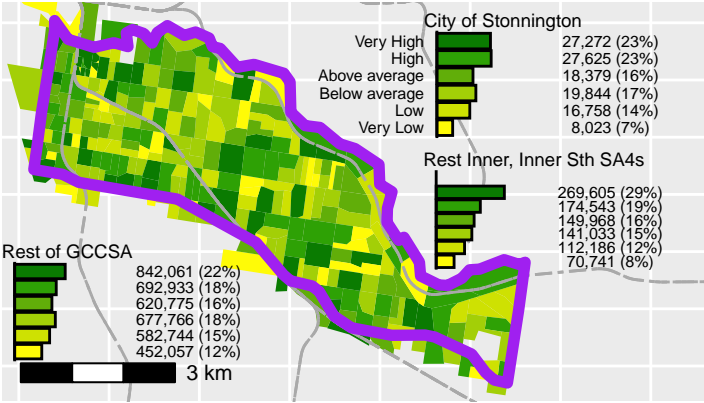 City of Stonnington
Very High 27,272 (23%)
High 27,625 (23%)
Above average 18,379 (16%)
Below average 19,844 (17%)
Low 16,758 (14%)
Very Low 8,023 (7%)
Rest Inner, Inner Sth SA4s
269,605 (29%)
174,543 (19%)
149,968 (16%)
141,033 (15%)
112,186 (12%)
70,741 (8%)
Rest of GCCSA
842,061 (22%)
692,933 (18%)
620,775 (16%)
677,766 (18%)
582,744 (15%)
452,057 (12%)
3 km